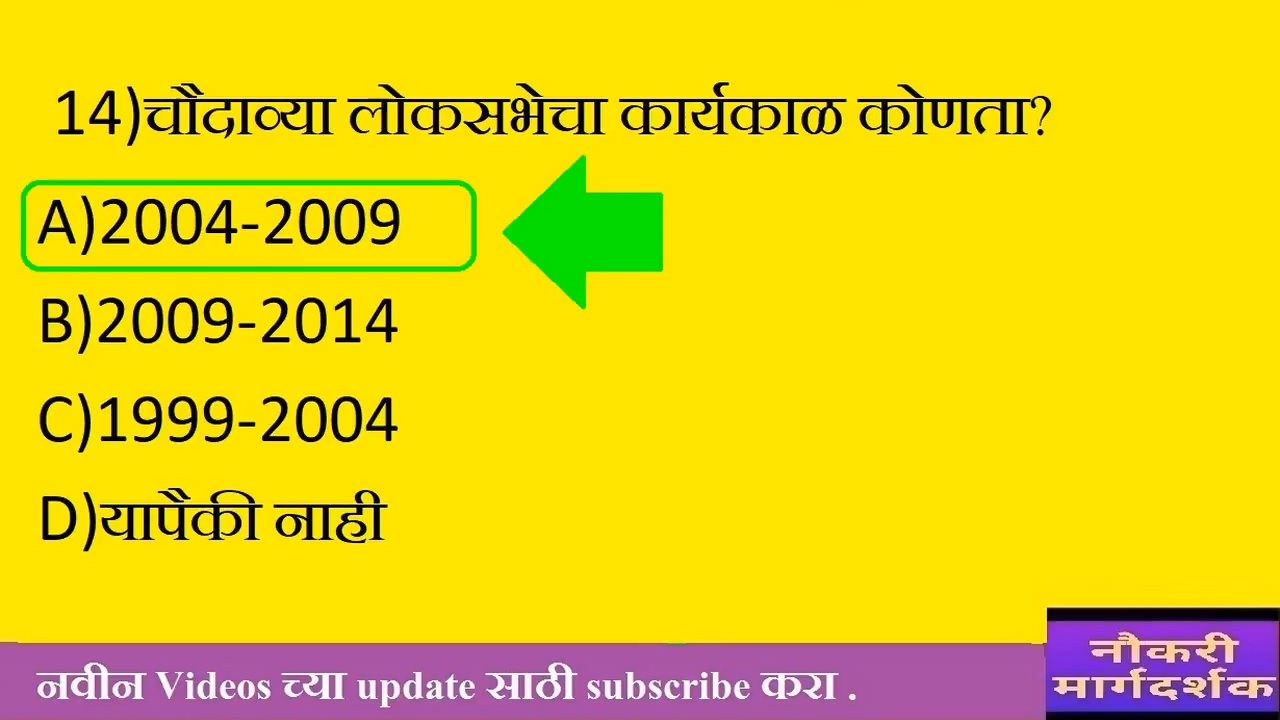 14)चौदाव्या लोकसभेचा कार्यकाळ कोणता?
A)2004-2009
B)2009-2014
C)1999-2004
D)यापैकी नाही
नवीन Videos च्या update साठी subscribe करा .
नौकरी
मार्गदर्शक